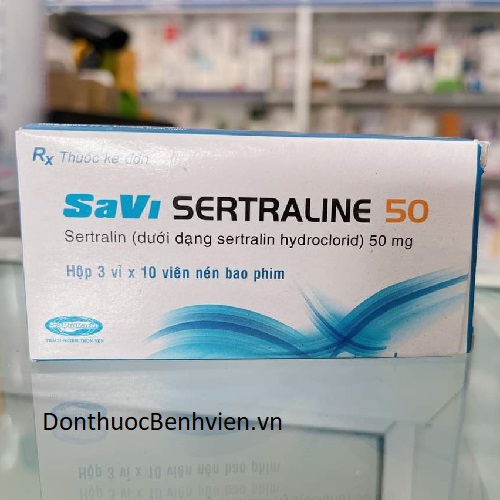 Rx Thuốc kê đơn
SaVi SERTRALINE 50
Sertralin (dưới dạng sertralin hydroclorid) 50 mg
Hộp 3 vỉ x 10 viên nén bao phim
SAVIPHARM
DonthuocBenhvien.vn